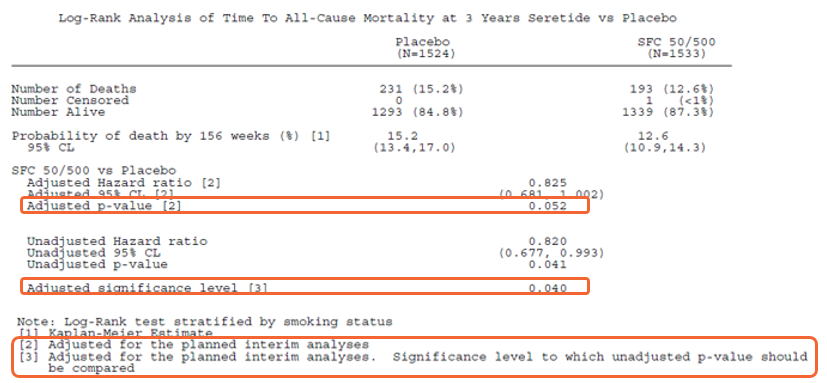 Log-Rank Analysis of Time To All-Cause Mortality at 3 Years Seretide vs Placebo
Placebo SFC 50/500
(N=1524) (N=1533)
Number of Deaths 231 (15.2%) 193 (12.6%)
Number Censored 0 1 (<1%)
Number Alive 1293 (84.8%) 1339 (87.3%)
Probability of death by 156 weeks (%) [1] 15.2 12.6
95% CL (13.4,17.0) (10.9,14.3)
SFC 50/500 vs Placebo
Adjusted Hazard ratio [2] 0.825
Adjusted 95% CL [2] (0.681, 1.002)
Adjusted p-value [2] 0.052
Unadjusted Hazard ratio 0.820
Unadjusted 95% CL (0.677, 0.993)
Unadjusted p-value 0.041
Adjusted significance level [3] 0.040
Note: Log-Rank test stratified by smoking status
[1] Kaplan-Meier Estimate
[2] Adjusted for the planned interim analyses
[3] Adjusted for the planned interim analyses. Significance level to which unadjusted p-value should
be compared